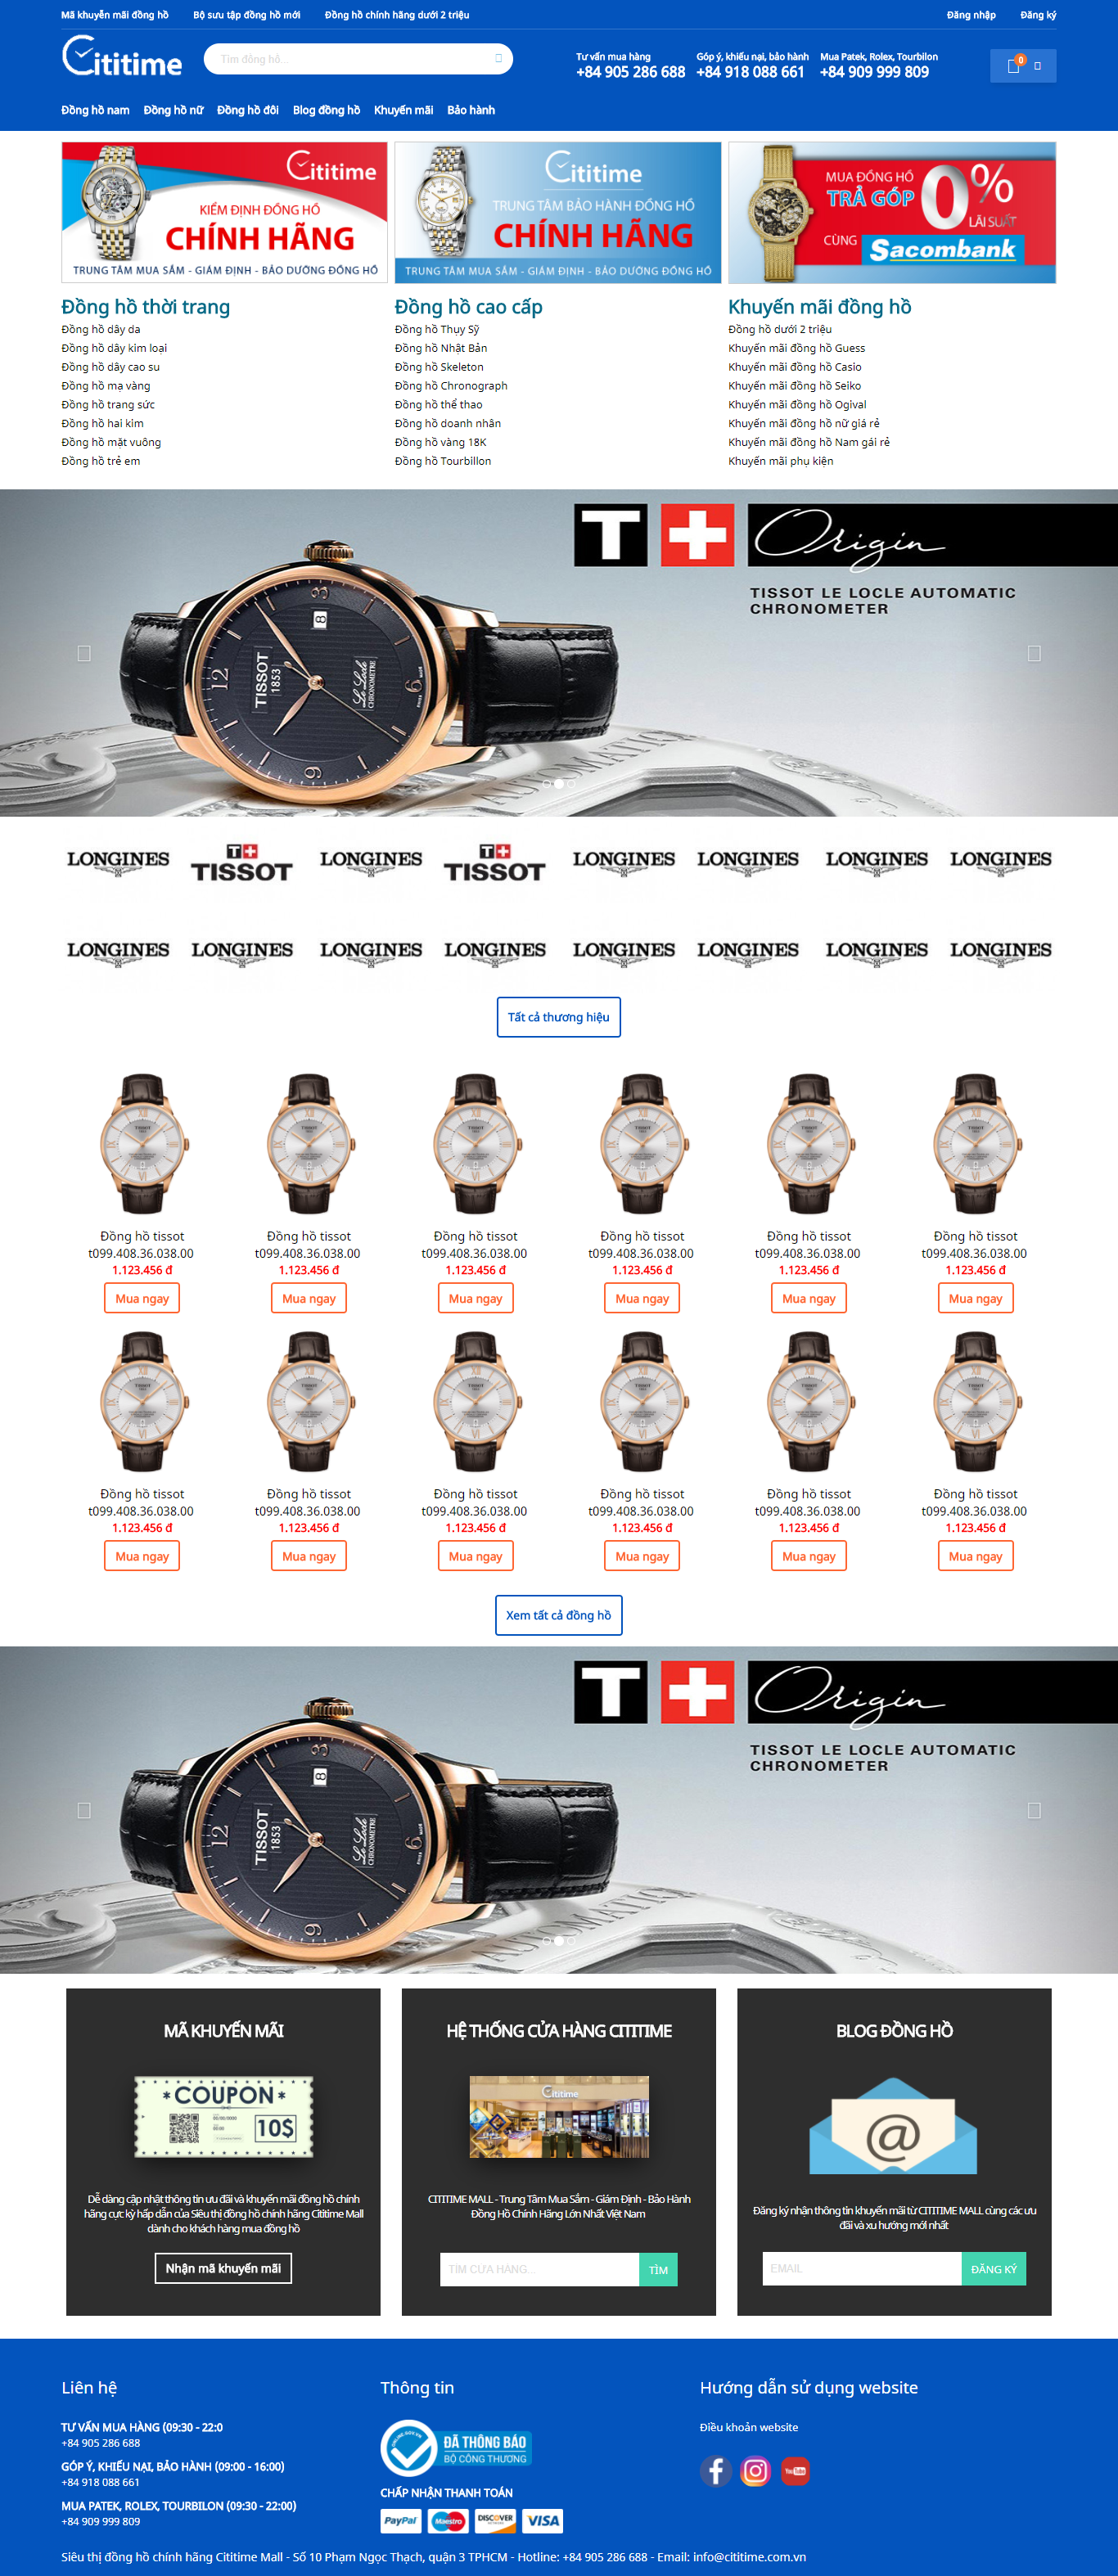 Mã khuyễn mãi đồng hồ Bộ sưu tập đồng hồ mới Đồng hồ chính hãng dưới 2 triệu Đăng nhập Đăng ký
Cititime
Tìm đồng hồ...
Tư vấn mua hàng Góp ý, khiếu nại, bảo hành Mua Patek, Rolex, Tourbilon
+84 905 286 688 +84 918 088 661 +84 909 999 809
0
Đồng hồ nam Đồng hồ nữ Đồng hồ đôi Blog đồng hồ Khuyến mãi Bảo hành
Cititime
KIỂM ĐỊNH ĐỒNG HỒ
CHÍNH HÃNG
TRUNG TÂM MUA SẮM - GIÁM ĐỊNH - BẢO DƯỠNG ĐỒNG HỒ
Cititime
TRUNG TÂM BẢO HÀNH ĐỒNG HỒ
CHÍNH HÃNG
TRUNG TÂM MUA SẮM - GIÁM ĐỊNH - BẢO DƯỠNG ĐỒNG HỒ
MUA ĐỒNG HỒ
TRẢ GÓP 0% LÃI SUẤT
CÙNG Sacombank
Đồng hồ thời trang
Đồng hồ dây da
Đồng hồ dây kim loại
Đồng hồ dây cao su
Đồng hồ mạ vàng
Đồng hồ trang sức
Đồng hồ hai kim
Đồng hồ mặt vuông
Đồng hồ trẻ em
Đồng hồ cao cấp
Đồng hồ Thụy Sỹ
Đồng hồ Nhật Bản
Đồng hồ Skeleton
Đồng hồ Chronograph
Đồng hồ thể thao
Đồng hồ doanh nhân
Đồng hồ vàng 18K
Đồng hồ Tourbillon
Khuyến mãi đồng hồ
Đồng hồ dưới 2 triệu
Khuyến mãi đồng hồ Guess
Khuyến mãi đồng hồ Casio
Khuyến mãi đồng hồ Seiko
Khuyến mãi đồng hồ Ogival
Khuyến mãi đồng hồ nữ giá rẻ
Khuyến mãi đồng hồ Nam gái rẻ
Khuyến mãi phụ kiện
T Origin
TISSOT LE LOCLE AUTOMATIC
CHRONOMETER
TISSOT
1853
Le Locle
CHRONOMETER
8
12
6
9
LONGINES T TISSOT LONGINES T TISSOT LONGINES LONGINES LONGINES LONGINES
LONGINES LONGINES LONGINES LONGINES LONGINES LONGINES LONGINES LONGINES
Tất cả thương hiệu
Đồng hồ tissot Đồng hồ tissot Đồng hồ tissot Đồng hồ tissot Đồng hồ tissot Đồng hồ tissot
t099.408.36.038.00 t099.408.36.038.00 t099.408.36.038.00 t099.408.36.038.00 t099.408.36.038.00 t099.408.36.038.00
1.123.456 đ 1.123.456 đ 1.123.456 đ 1.123.456 đ 1.123.456 đ 1.123.456 đ
Mua ngay Mua ngay Mua ngay Mua ngay Mua ngay Mua ngay
Đồng hồ tissot Đồng hồ tissot Đồng hồ tissot Đồng hồ tissot Đồng hồ tissot Đồng hồ tissot
t099.408.36.038.00 t099.408.36.038.00 t099.408.36.038.00 t099.408.36.038.00 t099.408.36.038.00 t099.408.36.038.00
1.123.456 đ 1.123.456 đ 1.123.456 đ 1.123.456 đ 1.123.456 đ 1.123.456 đ
Mua ngay Mua ngay Mua ngay Mua ngay Mua ngay Mua ngay
Xem tất cả đồng hồ
T Origin
TISSOT LE LOCLE AUTOMATIC
CHRONOMETER
TISSOT
1853
Le Locle
CHRONOMETER
8
12
6
9
MÃ KHUYẾN MÃI
COUPON
10$
Dễ dàng cập nhật thông tin ưu đãi và khuyến mãi đồng hồ chính
hãng cực kỳ hấp dẫn của Siêu thị đồng hồ chính hãng Cititime Mall
dành cho khách hàng mua đồng hồ
Nhận mã khuyến mãi
HỆ THỐNG CỬA HÀNG CITITIME
Cititime
CITITIME MALL - Trung Tâm Mua Sắm - Giám Định - Bảo Hành
Đồng Hồ Chính Hãng Lớn Nhất Việt Nam
TÌM CỬA HÀNG... TÌM
BLOG ĐỒNG HỒ
@
Đăng ký nhận thông tin khuyến mãi từ CITITIME MALL cùng các ưu
đãi và xu hướng mới nhất
EMAIL ĐĂNG KÝ
Liên hệ
TƯ VẤN MUA HÀNG (09:30 - 22:0
+84 905 286 688
GÓP Ý, KHIẾU NẠI, BẢO HÀNH (09:00 - 16:00)
+84 918 088 661
MUA PATEK, ROLEX, TOURBILON (09:30 - 22:00)
+84 909 999 809
Thông tin
ONLINE.GOV.VN
ĐÃ THÔNG BÁO
BỘ CÔNG THƯƠNG
CHẤP NHẬN THANH TOÁN
PayPal Maestro DISCOVER VISA
Hướng dẫn sử dụng website
Điều khoản website
f YouTube
Siêu thị đồng hồ chính hãng Cititime Mall - Số 10 Phạm Ngọc Thạch, quận 3 TPHCM - Hotline: +84 905 286 688 - Email: info@cititime.com.vn